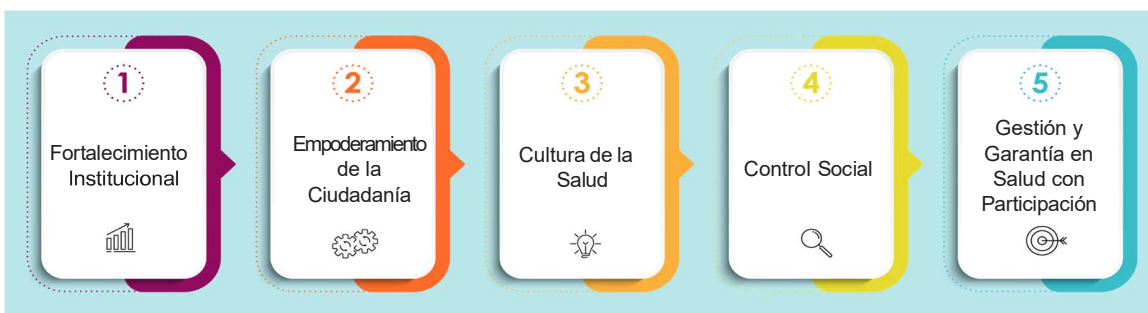 1
Fortalecimiento
Institucional
2
Empoderamiento
de la
Ciudadanía
3
Cultura de la
Salud
4
Control Social
5
Gestión y
Garantía en
Salud con
Participación